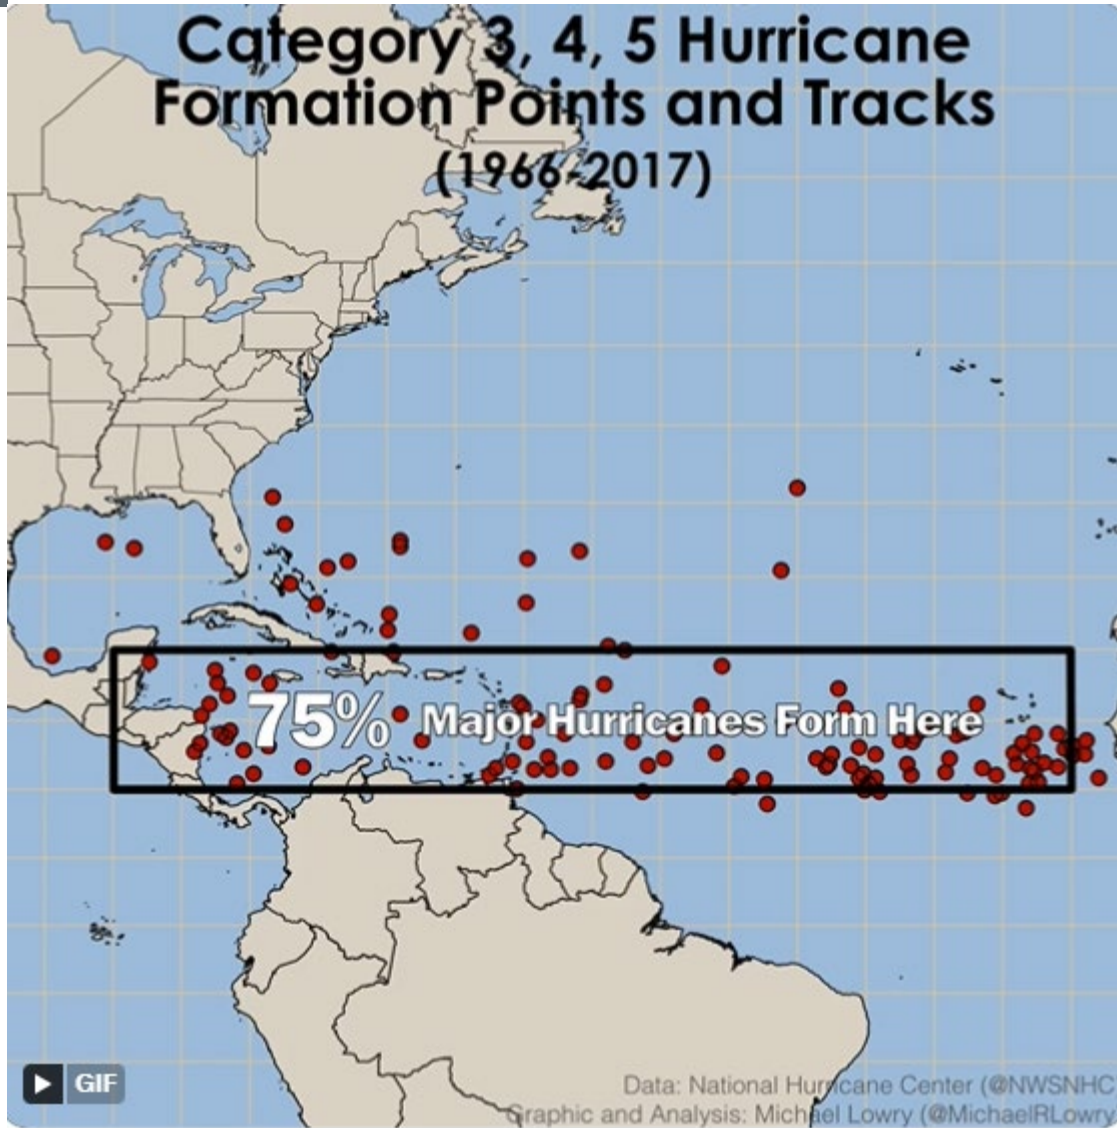 Category 3, 4, 5 Hurricane
Formation Points and Tracks
(1966-2017)
75% Major Hurricanes Form Here
GIF
Data: National Hurricane Center (@NWSNHC
Graphic and Analysis: Michael Lowry (@MichaelRLowry